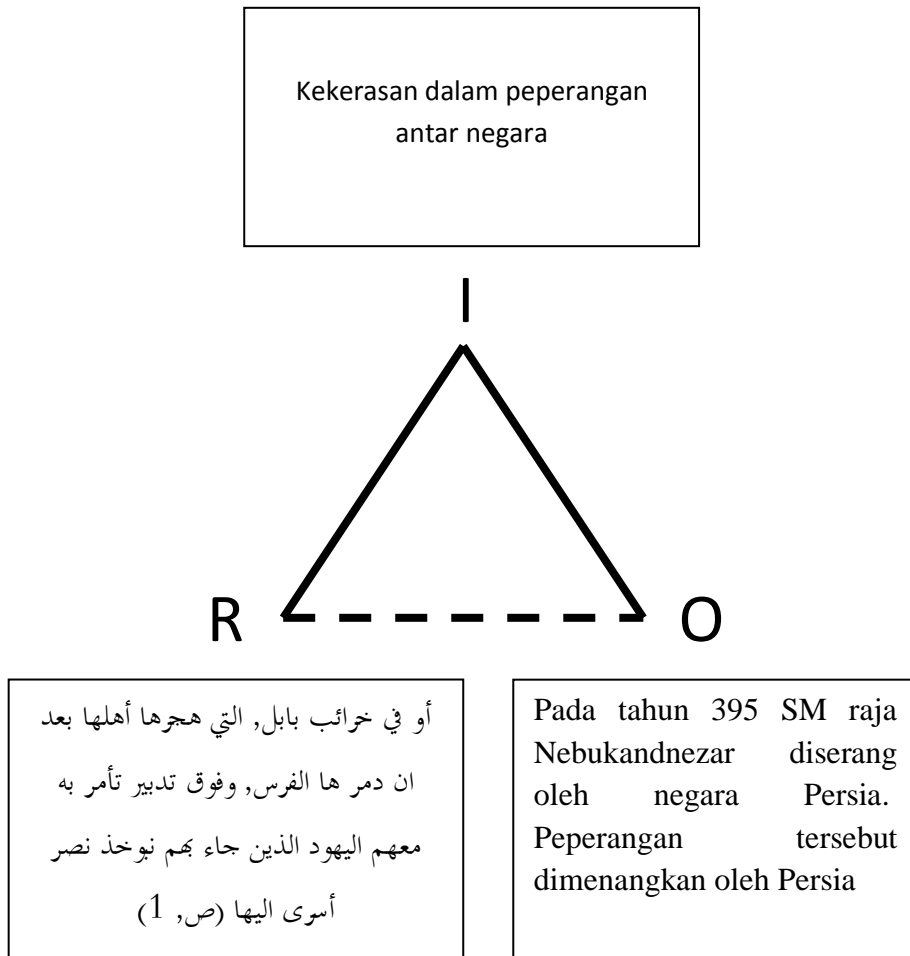 Kekerasan dalam peperangan
antar negara
I
R
O
أو في خرائب بابل, التي هجرها أهلها بعد
ان دمر ها الفرس, وفوق تدبير تأمر به
معهم اليهود الذين جاء بهم نوخذ نصر
أسرى اليها (ص, 1)
Pada tahun 395 SM raja
Nebukandnezar diserang
oleh negara Persia.
Peperangan tersebut
dimenangkan oleh Persia